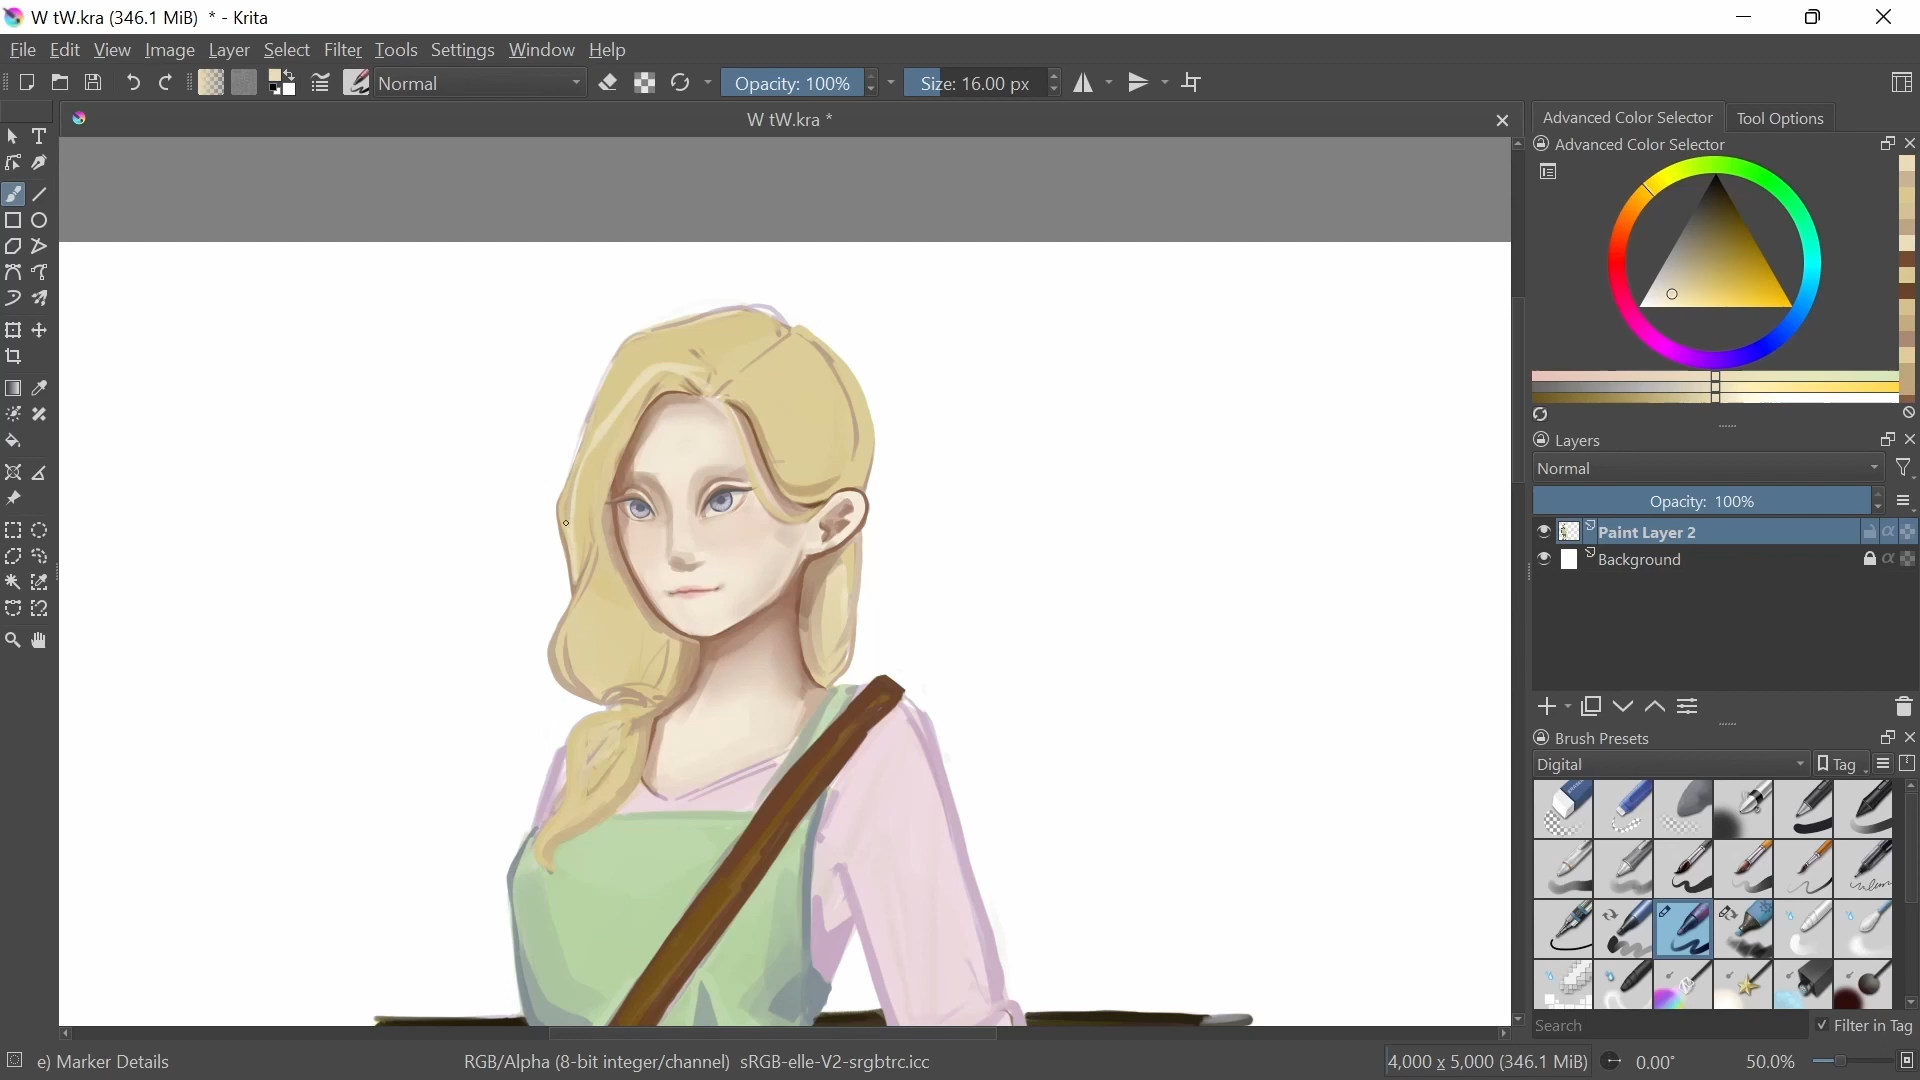 W tW.kra (346.1 MiB) * - Krita
File Edit View Image Layer Select Filter Tools Settings Window Help
Normal Opacity: 100% Size: 16.00 px
W tW.kra *
Advanced Color Selector Tool Options
Advanced Color Selector
Layers
Normal
Opacity: 100%
Paint Layer 2
Background
Brush Presets
Digital Tag
Search Filter in Tag
e) Marker Details RGB/Alpha (8-bit integer/channel) sRGB-elle-V2-srgbtrc.icc 4,000 x 5,000 (346.1 MiB) 0.00° 50.0%